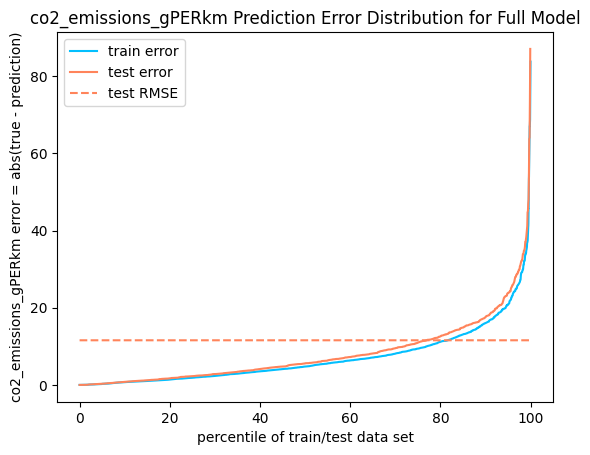 co2_emissions_gPERkm Prediction Error Distribution for Full Model
train error
test error
test RMSE
co2_emissions_gPERkm error = abs(true - prediction)
80
60
40
20
0
0 20 40 60 80 100
percentile of train/test data set